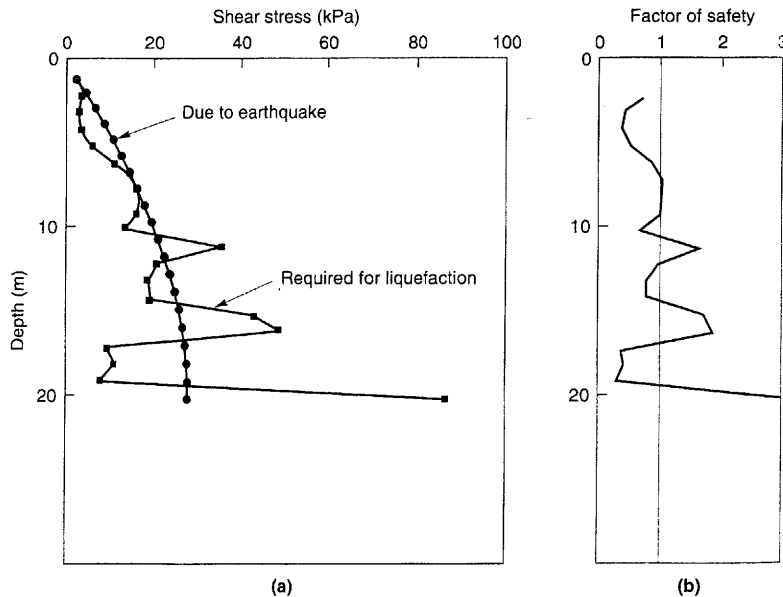 Shear stress (kPa)
0 20 40 60 80 100
0
10
20
Depth (m)
Due to earthquake
Required for liquefaction
(a)
Factor of safety
0 1 2 3
0
10
20
(b)